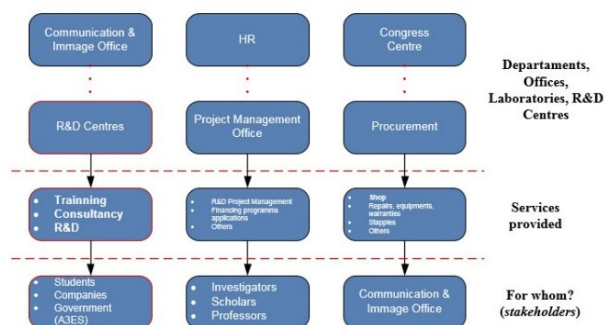 Communication &
Immage Office
HR
Congress
Centre
Departaments,
Offices,
Laboratories, R&D
Centres
R&D Centres
Project Management
Office
Procurement
• Trainning
• Consultancy
• R&D
• R&D Project Management
• Financing programma
applications
• Others
• Shop
• Repairs, equipments,
warranties
• Stapples
• Others
Services
provided
• Students
• Companies
• Government
(A3ES)
• Investigators
• Scholars
• Professors
Communication &
Immage Office
For whom?
(stakeholders)